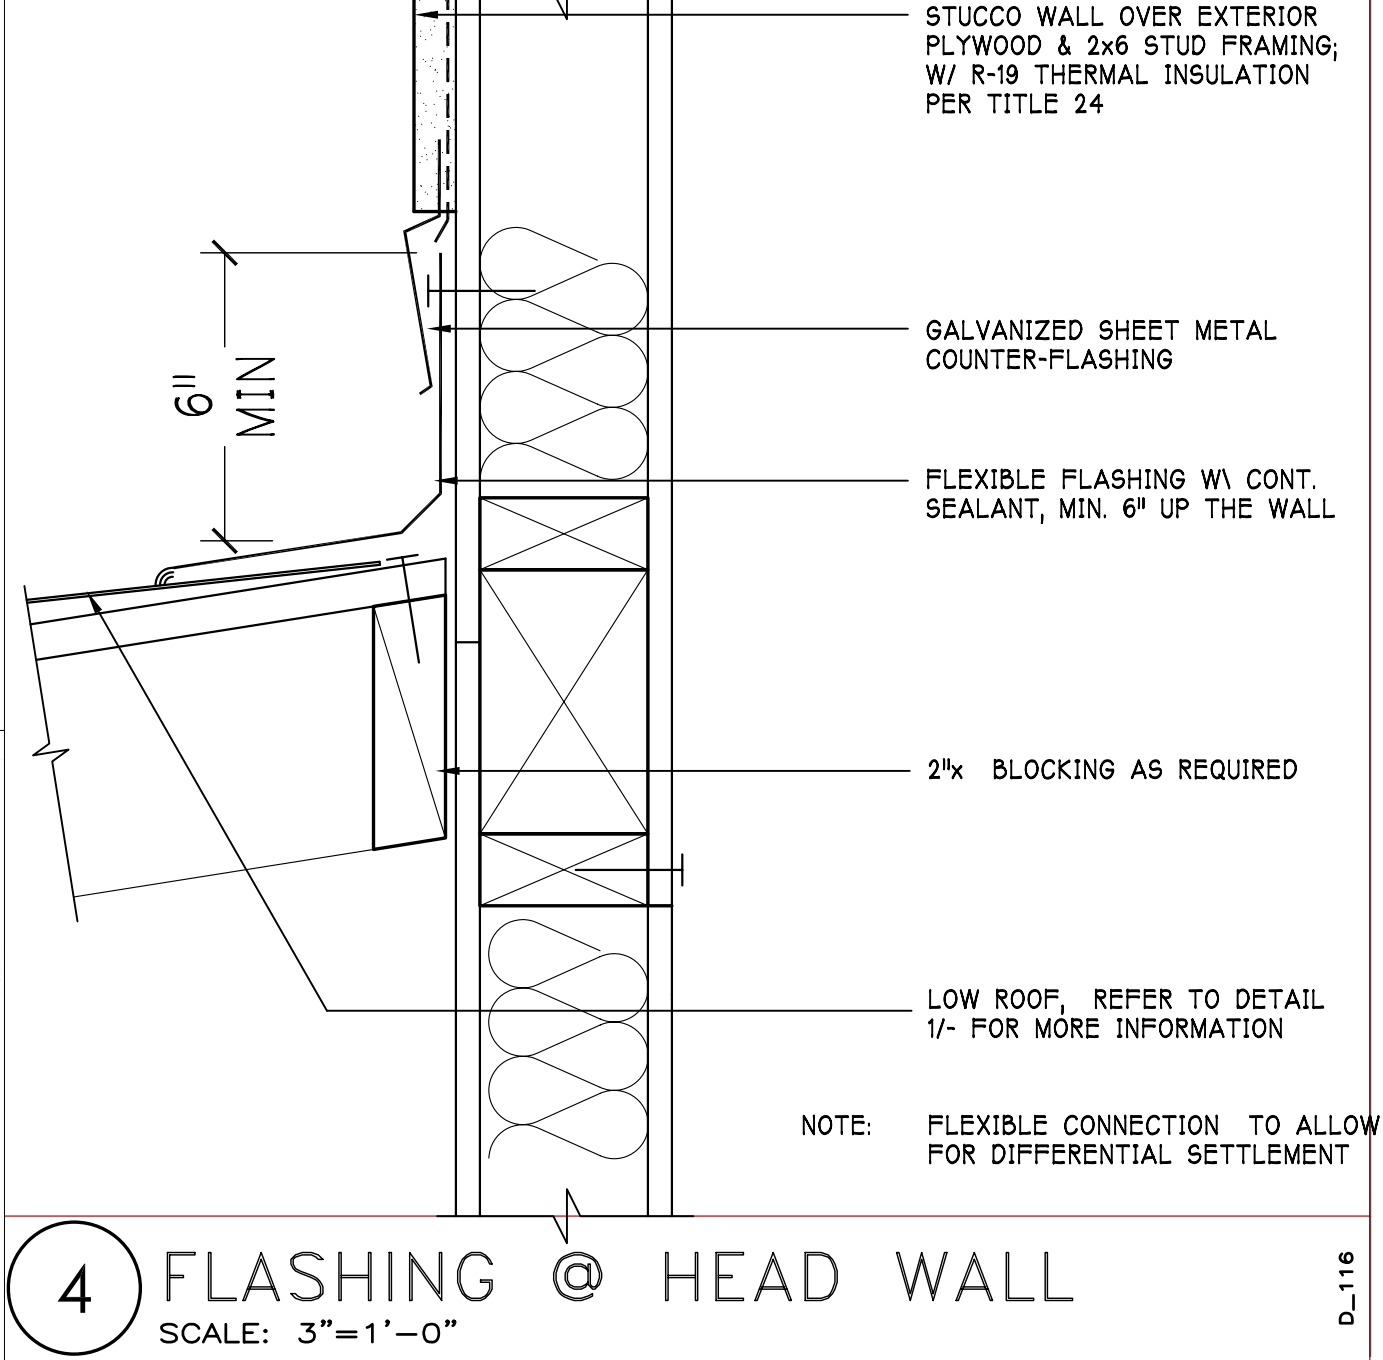 STUCCO WALL OVER EXTERIOR
PLYWOOD & 2x6 STUD FRAMING;
W/ R-19 THERMAL INSULATION
PER TITLE 24
6"
MIN
GALVANIZED SHEET METAL
COUNTER-FLASHING
FLEXIBLE FLASHING W\ CONT.
SEALANT, MIN. 6" UP THE WALL
2"x BLOCKING AS REQUIRED
LOW ROOF, REFER TO DETAIL
1/- FOR MORE INFORMATION
NOTE: FLEXIBLE CONNECTION TO ALLOW
FOR DIFFERENTIAL SETTLEMENT
4 FLASHING @ HEAD WALL
SCALE: 3"=1'-0"
D_116